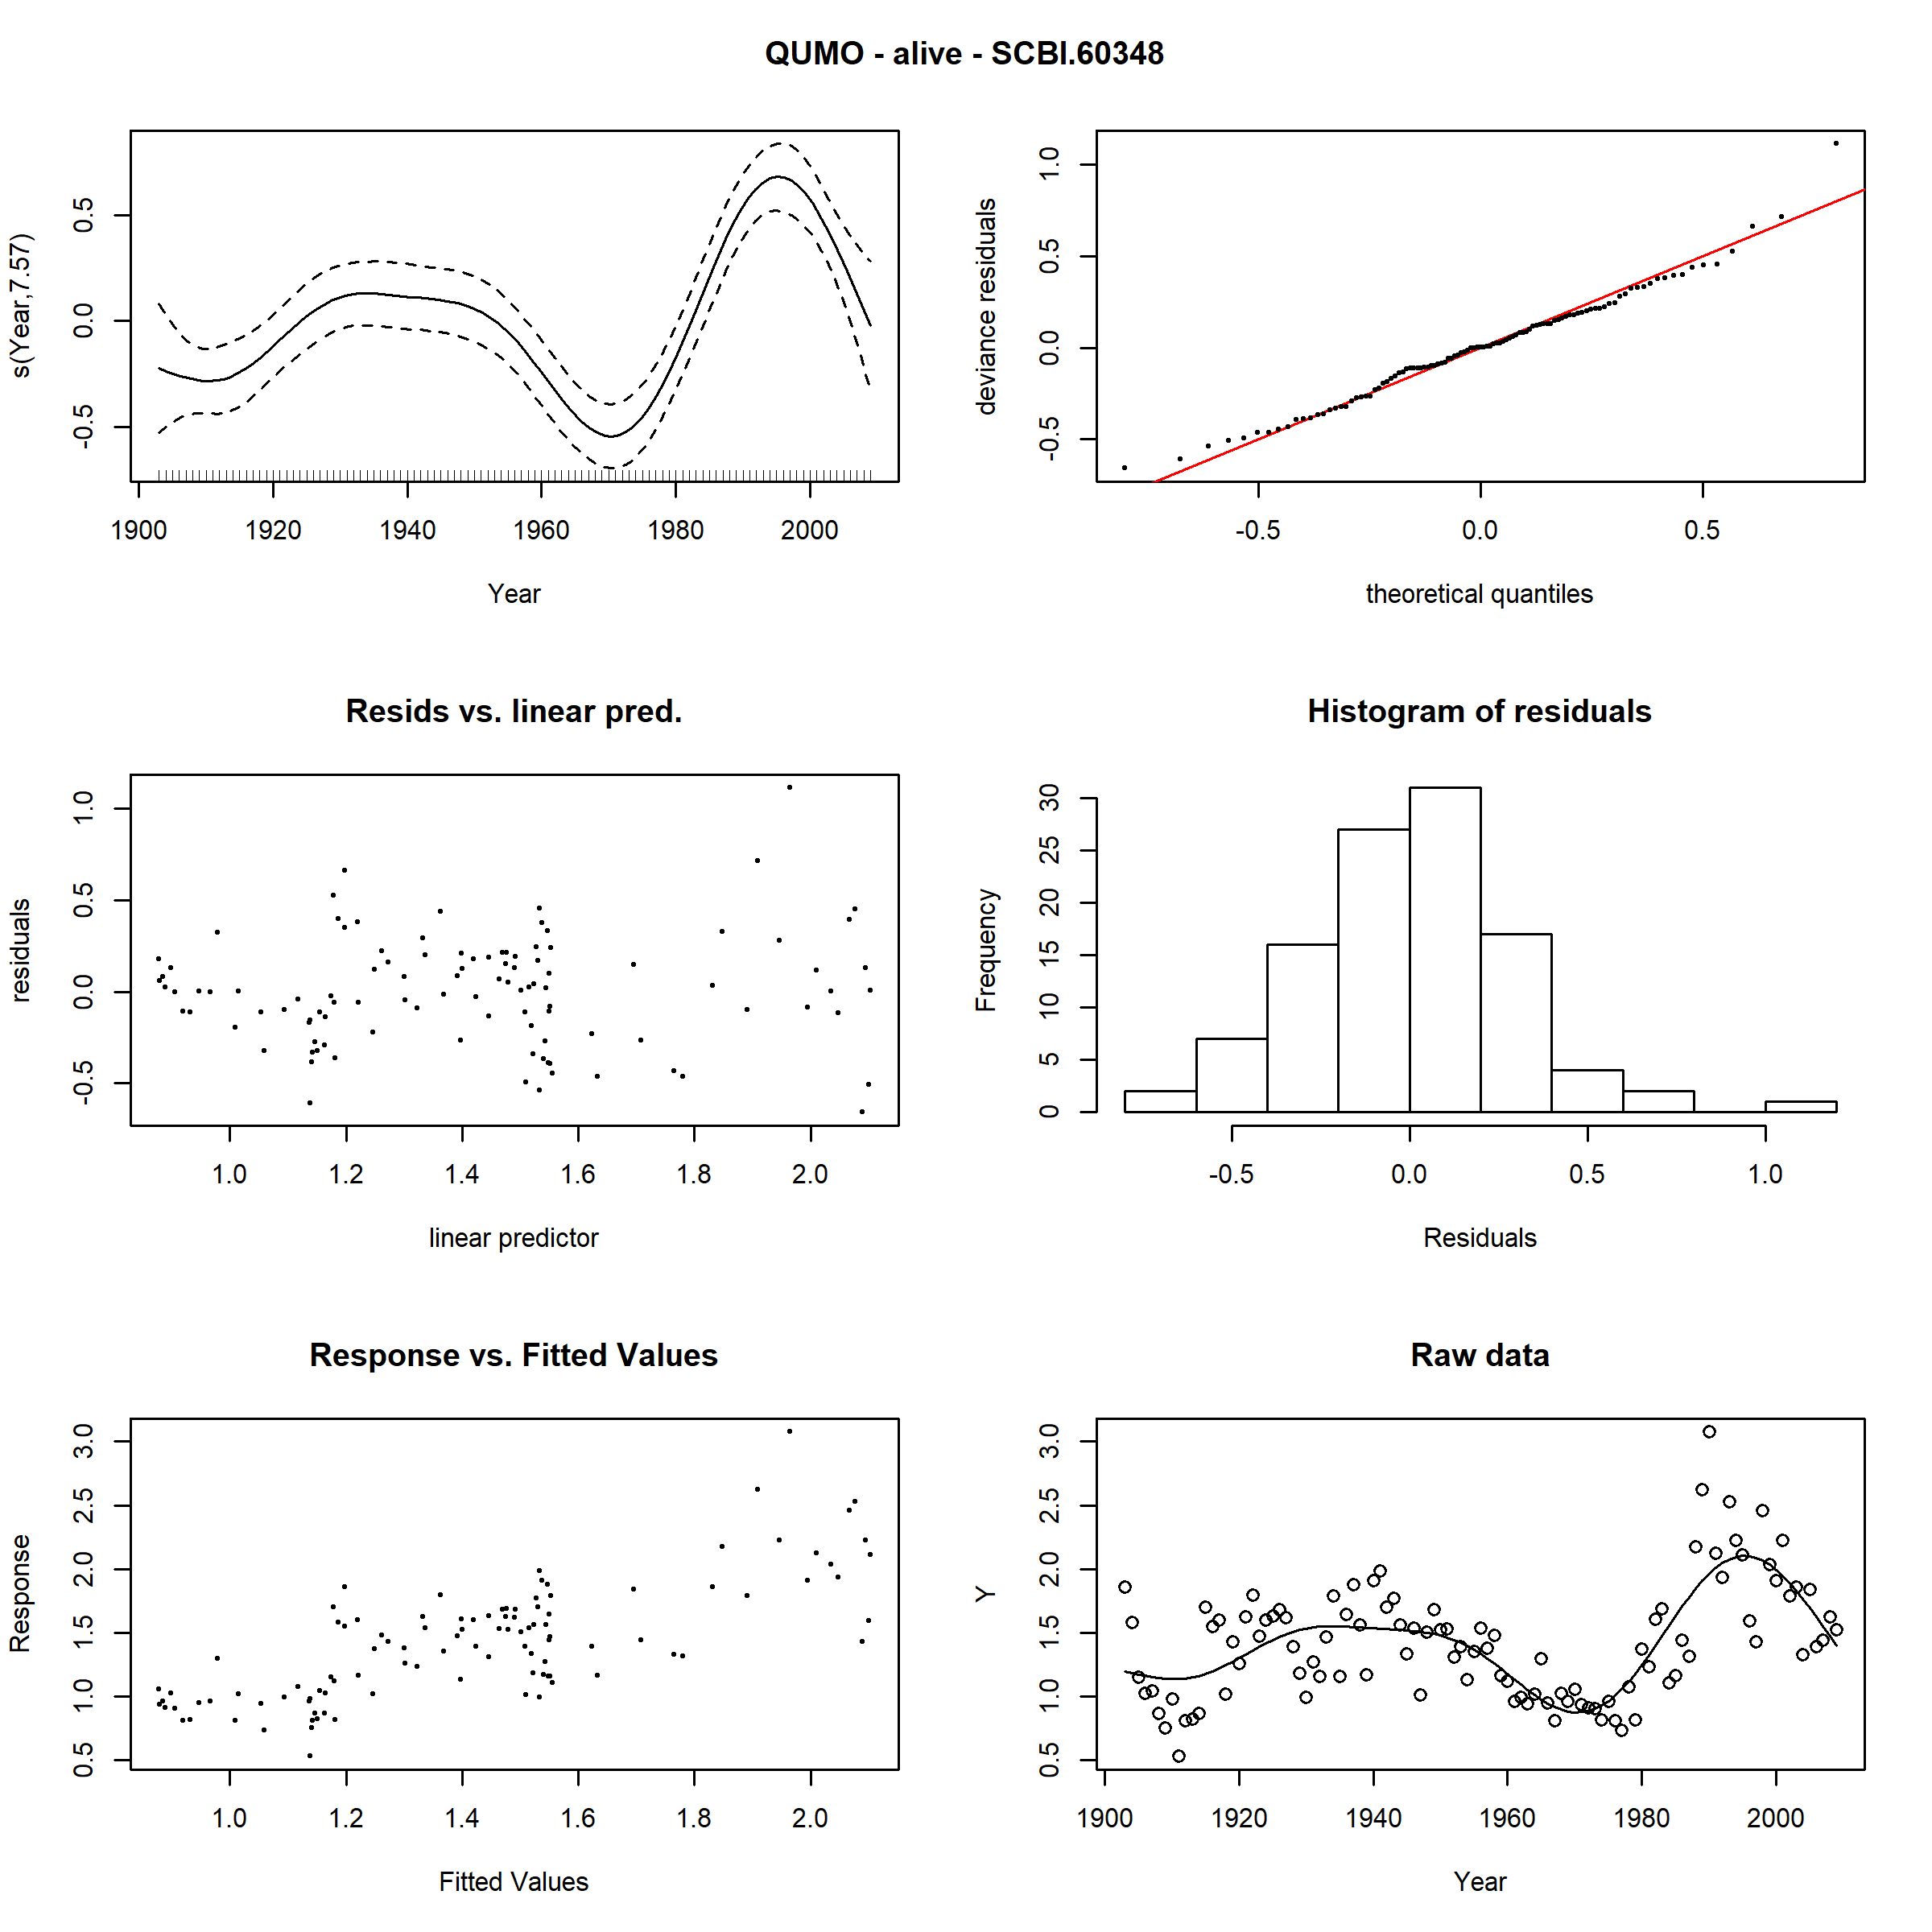 QUMO - alive - SCBI.60348
s(Year,7.57)
-0.5 0.0 0.5
1900 1920 1940 1960 1980 2000
Year
deviance residuals
-0.5 0.0 0.5 1.0
-0.5 0.0 0.5
theoretical quantiles
Resids vs. linear pred.
residuals
-0.5 0.0 0.5 1.0
1.0 1.2 1.4 1.6 1.8 2.0
linear predictor
Histogram of residuals
Frequency
0 5 10 15 20 25 30
-0.5 0.0 0.5 1.0
Residuals
Response vs. Fitted Values
Response
0.5 1.0 1.5 2.0 2.5 3.0
1.0 1.2 1.4 1.6 1.8 2.0
Fitted Values
Raw data
Y
0.5 1.0 1.5 2.0 2.5 3.0
1900 1920 1940 1960 1980 2000
Year